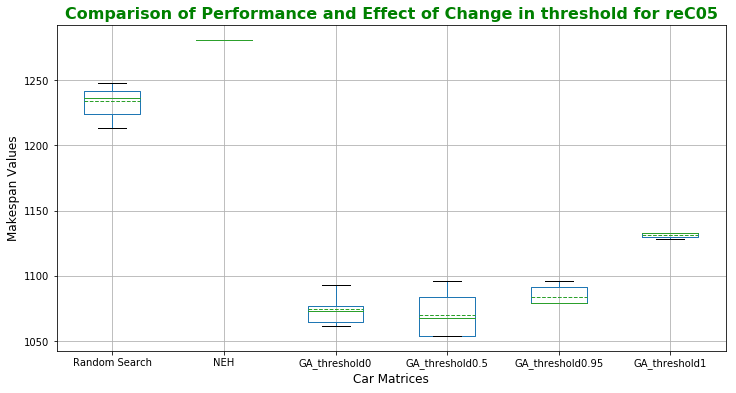 Comparison of Performance and Effect of Change in threshold for reC05
Makespan Values
1250
1200
1150
1100
1050
Random Search NEH GA_threshold0 GA_threshold0.5 GA_threshold0.95 GA_threshold1
Car Matrices